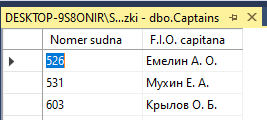 DESKTOP-9S8ONIR\S...zki - dbo.Captains
Nomer sudna F.I.O. capitana
526 Емелин А. О.
531 Мухин Е. А.
603 Крылов О. Б.